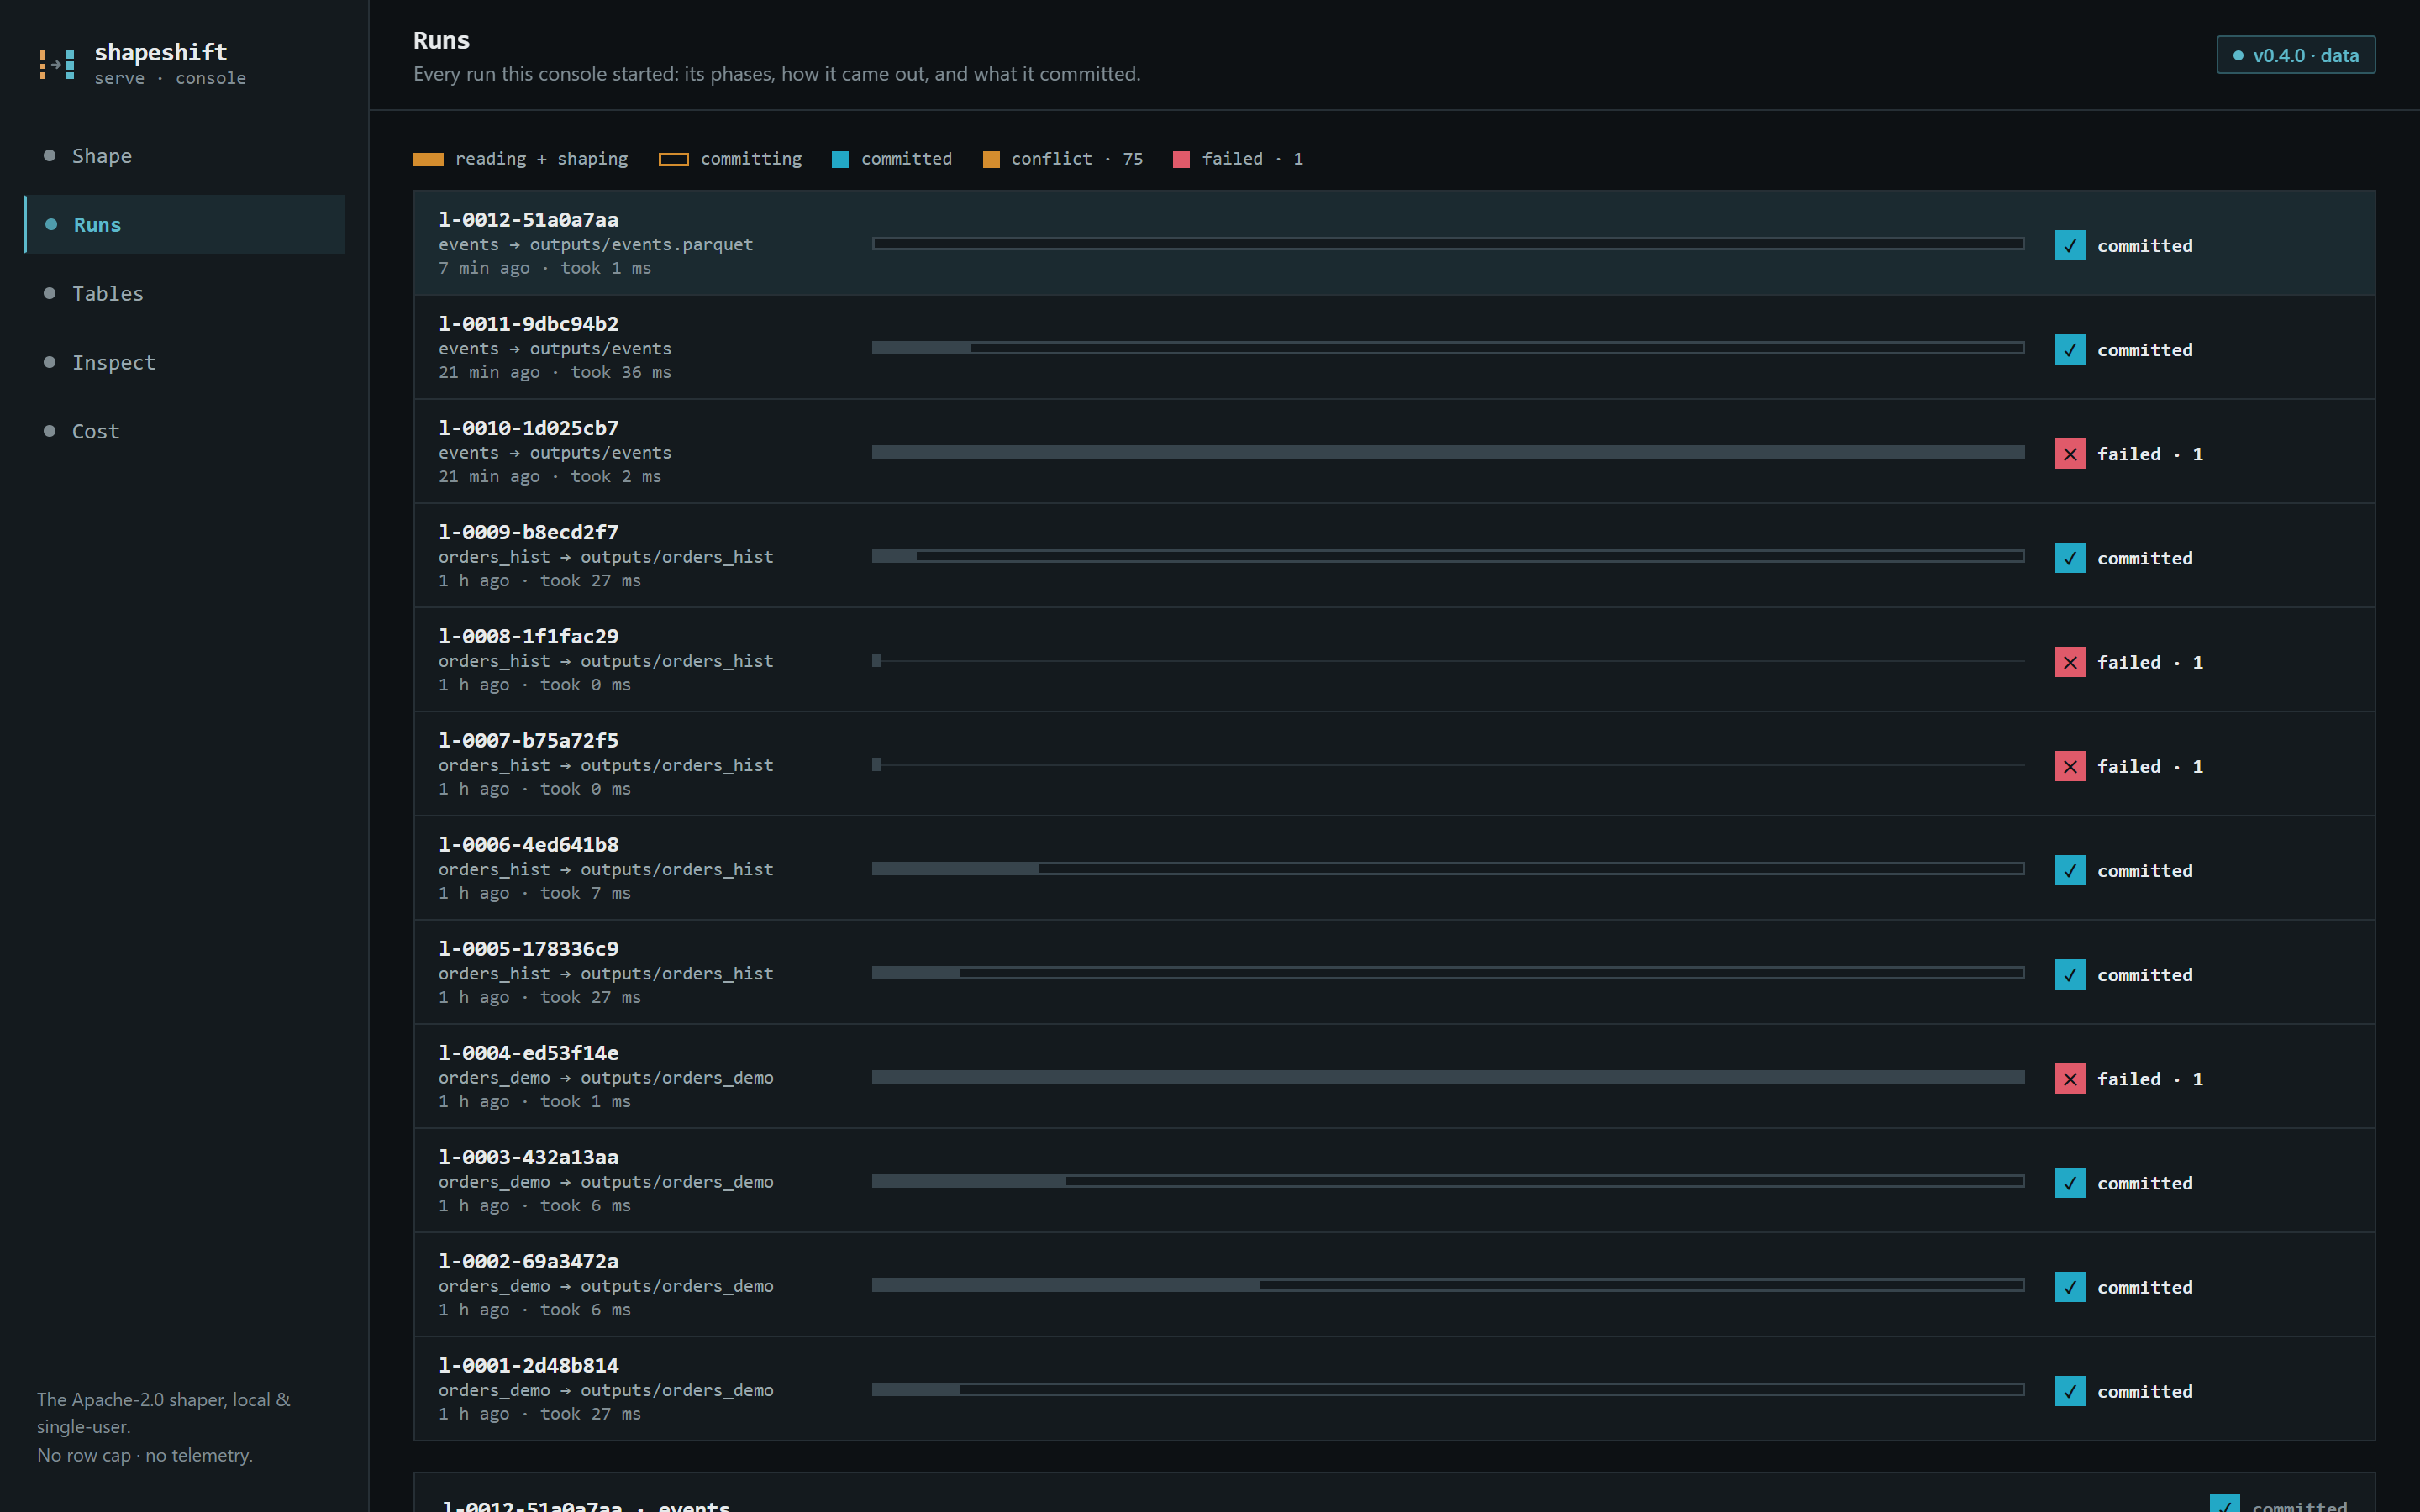 shapeshift
serve · console
Shape
Runs
Tables
Inspect
Cost
The Apache-2.0 shaper, local &
single-user.
No row cap · no telemetry.
Runs
Every run this console started: its phases, how it came out, and what it committed.
v0.4.0 · data
reading + shaping committing committed conflict · 75 failed · 1
l-0012-51a0a7aa
events → outputs/events.parquet
7 min ago · took 1 ms
✓ committed
l-0011-9dbc94b2
events → outputs/events
21 min ago · took 36 ms
✓ committed
l-0010-1d025cb7
events → outputs/events
21 min ago · took 2 ms
✕ failed · 1
l-0009-b8ecd2f7
orders_hist → outputs/orders_hist
1 h ago · took 27 ms
✓ committed
l-0008-1f1fac29
orders_hist → outputs/orders_hist
1 h ago · took 0 ms
✕ failed · 1
l-0007-b75a72f5
orders_hist → outputs/orders_hist
1 h ago · took 0 ms
✕ failed · 1
l-0006-4ed641b8
orders_hist → outputs/orders_hist
1 h ago · took 7 ms
✓ committed
l-0005-178336c9
orders_hist → outputs/orders_hist
1 h ago · took 27 ms
✓ committed
l-0004-ed53f14e
orders_demo → outputs/orders_demo
1 h ago · took 1 ms
✕ failed · 1
l-0003-432a13aa
orders_demo → outputs/orders_demo
1 h ago · took 6 ms
✓ committed
l-0002-69a3472a
orders_demo → outputs/orders_demo
1 h ago · took 6 ms
✓ committed
l-0001-2d48b814
orders_demo → outputs/orders_demo
1 h ago · took 27 ms
✓ committed
l-0012-51a0a7aa · events
✓ committed